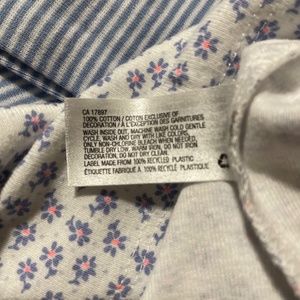 CA 17897
100% COTTON / COTON EXCLUSIVE OF
DECORATION / À L'EXCEPTION DES GARNITURES
WASH INSIDE OUT, MACHINE WASH COLD GENTLE
CYCLE, WASH AND DRY WITH LIKE COLORS,
ONLY NON-CHLORINE BLEACH WHEN NEEDED,
TUMBLE DRY LOW, WARM IRON, DO NOT IRON
DECORATION, DO NOT DRY CLEAN
LABEL MADE FROM 100% RECYCLED PLASTIC
ÉTIQUETTE FABRIQUÉ À 100% RECYCLÉ PLASTIQUE